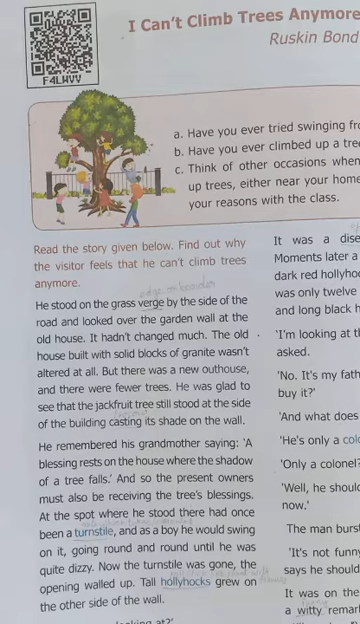 F4LHVV
I Can't Climb Trees Anymore
Ruskin Bond
a. Have you ever tried swinging fr
b. Have you ever climbed up a tre
c. Think of other occasions when
up trees, either near your home
your reasons with the class.
Read the story given below. Find out why
the visitor feels that he can't climb trees
anymore.
edge or border
He stood on the grass verge by the side of the
road and looked over the garden wall at the
old house. It hadn't changed much. The old
house built with solid blocks of granite wasn't
altered at all. But there was a new outhouse,
and there were fewer trees. He was glad to
see that the jackfruit tree still stood at the side
of the building casting its shade on the wall.
He remembered his grandmother saying: 'A
blessing rests on the house where the shadow
of a tree falls.' And so the present owners
must also be receiving the tree's blessings.
At the spot where he stood there had once
been a turnstile, and as a boy he would swing
on it, going round and round until he was
quite dizzy. Now the turnstile was gone, the
opening walled up. Tall hollyhocks grew on
the other side of the wall.
looking at?'
It was a dise
Moments later a
dark red hollyho
was only twelve
and long black h
'I'm looking at th
asked.
'No. It's my fath
buy it?'
'And what does
'He's only a colo
'Only a colonel?
'Well, he shoul
now.'
The man burst
'It's not funny
says he should
It was on the
a witty remar